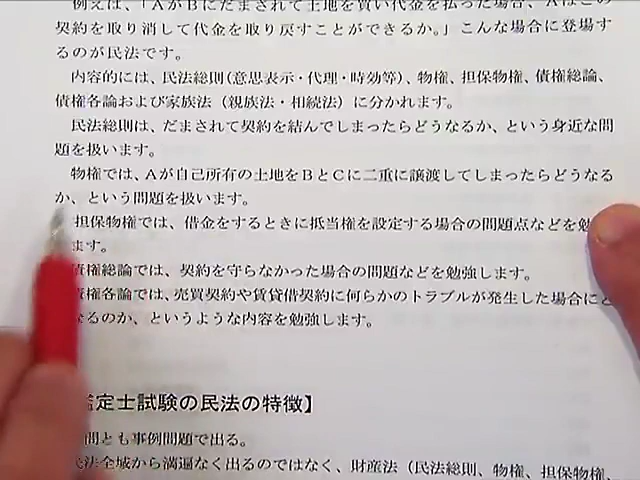 例えば、「AがBにだまされて土地を買い代金を払った場合、Aはこの
契約を取り消して代金を取り戻すことができるか。」こんな場合に登場す
るのが民法です。
内容的には、民法総則(意思表示・代理・時効等)、物権、担保物権、債権総論、
債権各論および家族法（親族法・相続法）に分かれます。
民法総則は、だまされて契約を結んでしまったらどうなるか、という身近な問
題を扱います。
物権では、Aが自己所有の土地をBとCに二重に譲渡してしまったらどうなる
か、という問題を扱います。
担保物権では、借金をするときに抵当権を設定する場合の問題点などを勉
ます。
債権総論では、契約を守らなかった場合の問題などを勉強します。
債権各論では、売買契約や賃貸借契約に何らかのトラブルが発生した場合にど
なるのか、というような内容を勉強します。
鑑定士試験の民法の特徴】
問とも事例問題で出る。
民法全域から満遍なく出るのではなく、財産法（民法総則、物権、担保物権、